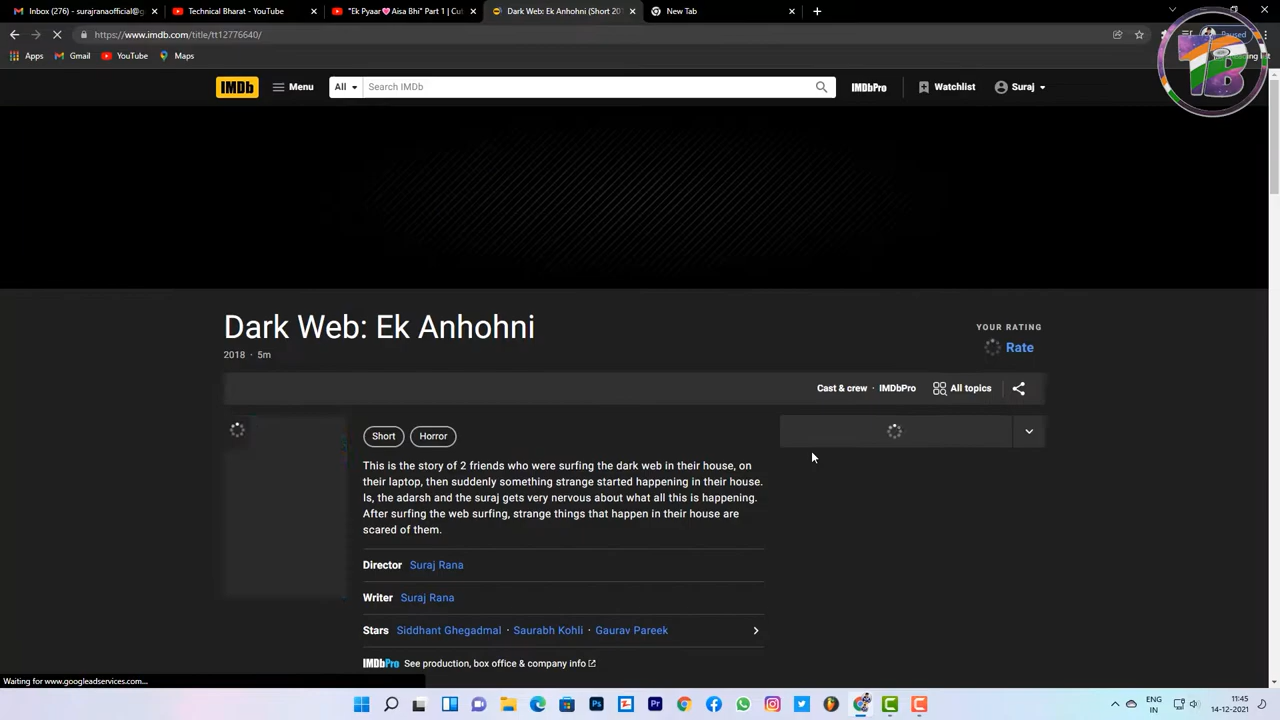 Inbox (276) - surajranaofficial@g
Technical Bharat - YouTube
"Ek Pyaar💗Aisa Bhi" Part 1 | Cut
Dark Web: Ek Anhohni (Short 201
New Tab
https://www.imdb.com/title/tt12776640/
Paused
Apps
Gmail
YouTube
Maps
IMDb
Menu
All
Search IMDb
IMDbPro
Watchlist
Suraj
TB
Dark Web: Ek Anhohni
2018 · 5m
YOUR RATING
Rate
Cast & crew · IMDbPro
All topics
Short
Horror
This is the story of 2 friends who were surfing the dark web in their house, on
their laptop, then suddenly something strange started happening in their house.
Is, the adarsh and the suraj gets very nervous about what all this is happening.
After surfing the web surfing, strange things that happen in their house are
scared of them.
Director Suraj Rana
Writer Suraj Rana
Stars Siddhant Ghegadmal · Saurabh Kohli · Gaurav Pareek
IMDbPro See production, box office & company info
Waiting for www.googleadservices.com...
ENG
IN
11:45
14-12-2021